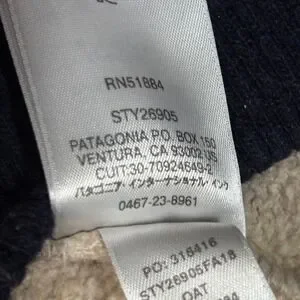 RN51884
STY26905
PATAGONIA P.O. BOX 150
VENTURA, CA 93002 US
CUIT:30-70924649-2
パタゴニア・インターナショナル インク
0467-23-8961
PO: 316416
STY26905FA18
OAT